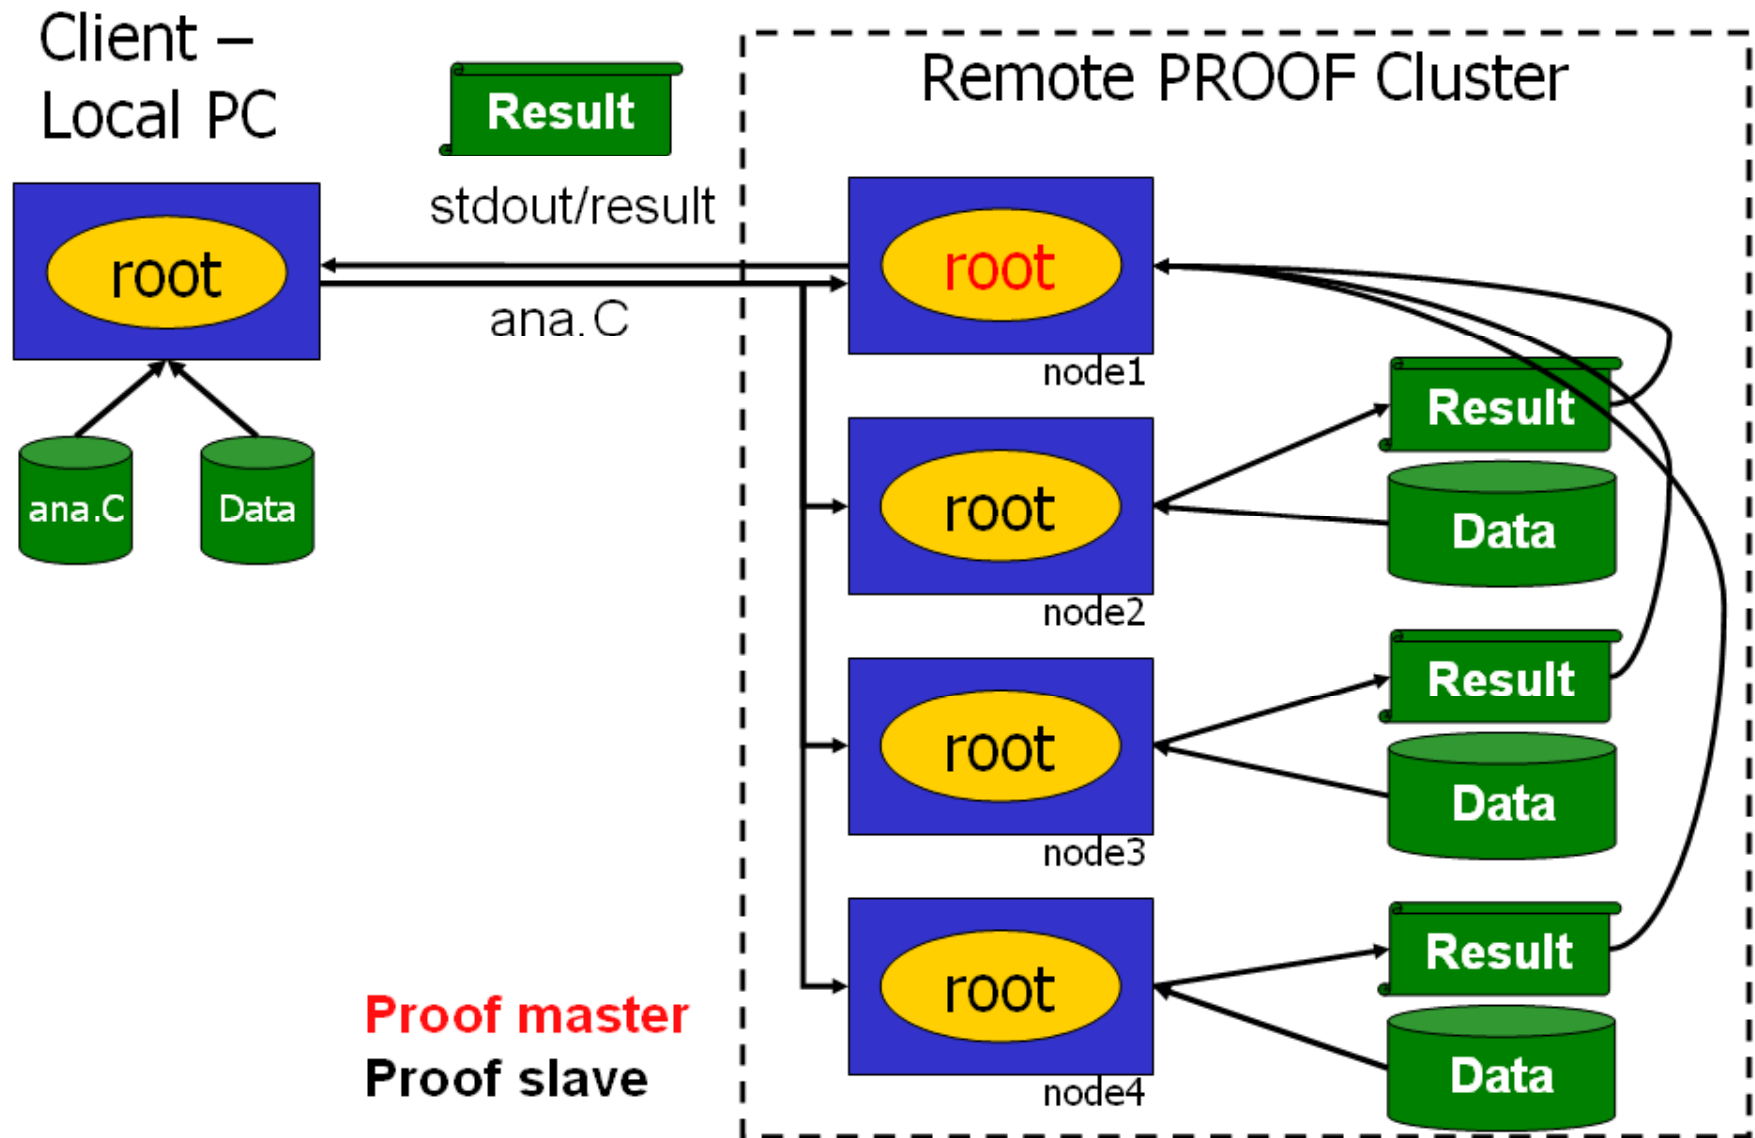 Client –
Local PC
Result
Remote PROOF Cluster
stdout/result
root
root
ana.C
node1
Result
ana.C
Data
root
Data
node2
Result
root
Data
node3
Result
root
Data
node4
Proof master
Proof slave